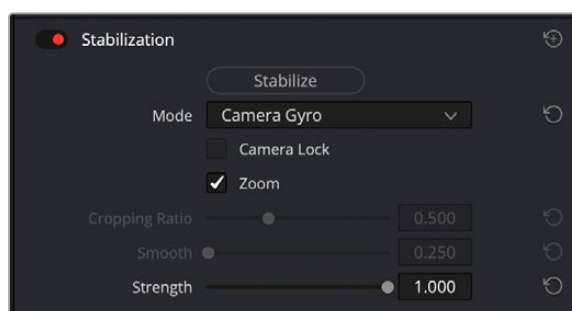 Stabilization
Stabilize
Mode Camera Gyro
Camera Lock
Zoom
Cropping Ratio 0.500
Smooth 0.250
Strength 1.000